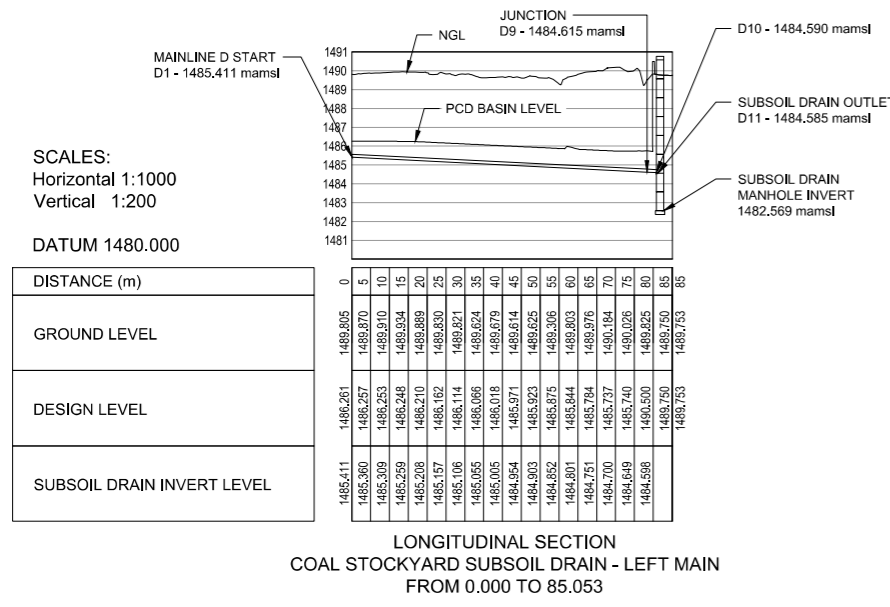 JUNCTION
D9 - 1484.615 mamsl
NGL
D10 - 1484.590 mamsl
MAINLINE D START
D1 - 1485.411 mamsl
1491
1490
1489
1488
1487
1486
1485
1484
1483
1482
1481
PCD BASIN LEVEL
SUBSOIL DRAIN OUTLET
D11 - 1484.585 mamsl
SUBSOIL DRAIN
MANHOLE INVERT
1482.569 mamsl
SCALES:
Horizontal 1:1000
Vertical 1:200
DATUM 1480.000
DISTANCE (m) 0 5 10 15 20 25 30 35 40 45 50 55 60 65 70 75 80 85 85
GROUND LEVEL 1489.805 1489.870 1489.910 1489.934 1489.889 1489.830 1489.821 1489.624 1489.679 1489.614 1489.625 1489.306 1489.803 1489.976 1490.184 1490.026 1489.825 1489.750 1489.753
DESIGN LEVEL 1486.261 1486.257 1486.253 1486.248 1486.210 1486.162 1486.114 1486.066 1486.018 1485.971 1485.923 1485.875 1485.844 1485.784 1485.737 1485.740 1490.500 1489.750 1489.753
SUBSOIL DRAIN INVERT LEVEL 1485.411 1485.360 1485.309 1485.259 1485.208 1485.157 1485.106 1485.055 1485.005 1484.954 1484.903 1484.852 1484.801 1484.751 1484.700 1484.649 1484.598
LONGITUDINAL SECTION
COAL STOCKYARD SUBSOIL DRAIN - LEFT MAIN
FROM 0.000 TO 85.053